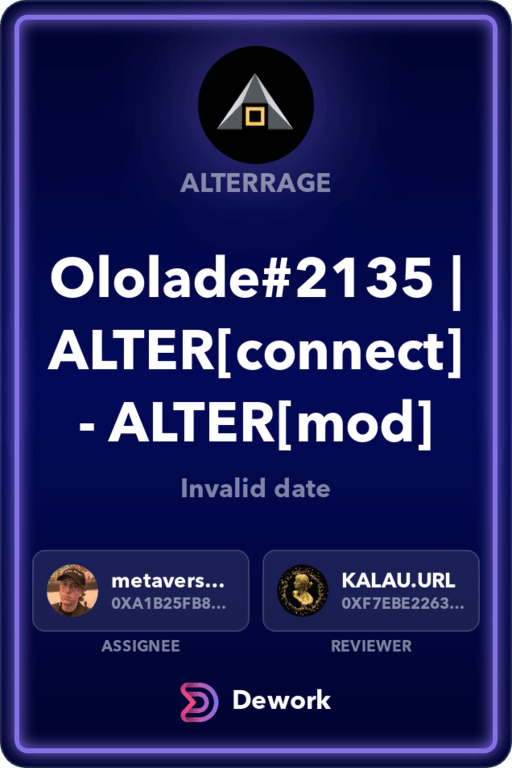 ALTERRAGE
Ololade#2135 |
ALTER[connect]
- ALTER[mod]
Invalid date
metavers...
0XA1B25FB8...
KALAU.URL
0XF7EBE2263...
ASSIGNEE
REVIEWER
Dework